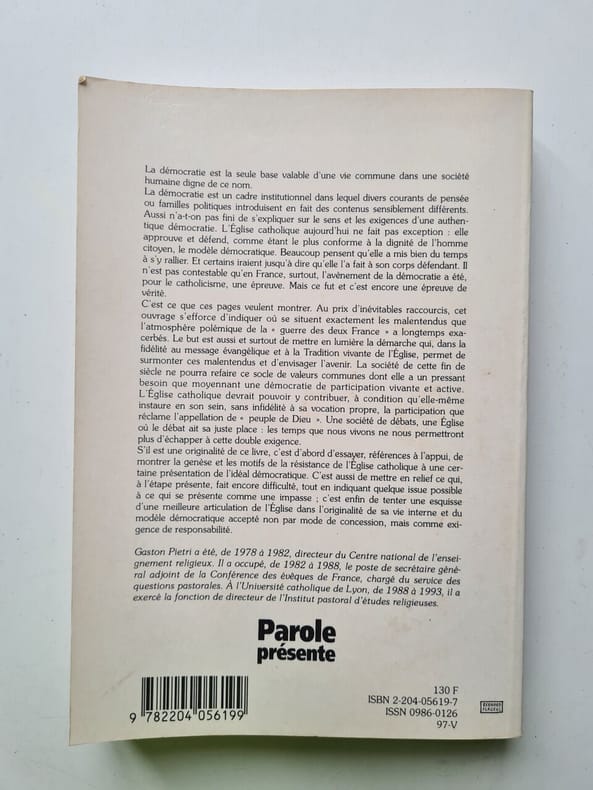 La démocratie est la seule base valable d'une vie commune dans une société
humaine digne de ce nom.
La démocratie est un cadre institutionnel dans lequel divers courants de pensée
ou familles politiques introduisent en fait des contenus sensiblement différents.
Aussi n'a-t-on pas fini de s'expliquer sur le sens et les exigences d'une authen-
tique démocratie. L'Église catholique aujourd'hui ne fait pas exception : elle
approuve et défend, comme étant le plus conforme à la dignité de l'homme
citoyen, le modèle démocratique. Beaucoup pensent qu'elle a mis bien du temps
à s'y rallier. Et certains iraient jusqu'à dire qu'elle l'a fait à son corps défendant. Il
n'est pas contestable qu'en France, surtout, l'avènement de la démocratie a été,
pour le catholicisme, une épreuve. Mais ce fut et c'est encore une épreuve de
vérité.
C'est ce que ces pages veulent montrer. Au prix d'inévitables raccourcis, cet
ouvrage s'efforce d'indiquer où se situent exactement les malentendus que
l'atmosphère polémique de la « guerre des deux France » a longtemps exa-
cerbés. Le but est aussi et surtout de mettre en lumière la démarche qui, dans la
fidélité au message évangélique et à la Tradition vivante de l'Église, permet de
surmonter ces malentendus et d'envisager l'avenir. La société de cette fin de
siècle ne pourra refaire ce socle de valeurs communes dont elle a un pressant
besoin que moyennant une démocratie de participation vivante et active.
L'Église catholique devrait pouvoir y contribuer, à condition qu'elle-même
instaure en son sein, sans infidélité à sa vocation propre, la participation que
réclame l'appellation de « peuple de Dieu ». Une société de débats, une Église
où le débat ait sa juste place : les temps que nous vivons ne nous permettront
plus d'échapper à cette double exigence.
S'il est une originalité de ce livre, c'est d'abord d'essayer, références à l'appui, de
montrer la genèse et les motifs de la résistance de l'Église catholique à une cer-
taine présentation de l'idéal démocratique. C'est aussi de mettre en relief ce qui,
à l'étape présente, fait encore difficulté, tout en indiquant quelque issue possible
à ce qui se présente comme une impasse ; c'est enfin de tenter une esquisse
d'une meilleure articulation de l'Église dans l'originalité de sa vie interne et du
modèle démocratique accepté non par mode de concession, mais comme exi-
gence de responsabilité.
Gaston Pietri a été, de 1978 à 1982, directeur du Centre national de l'ensei-
gnement religieux. Il a occupé, de 1982 à 1988, le poste de secrétaire géné-
ral adjoint de la Conférence des évêques de France, chargé du service des
questions pastorales. À l'Université catholique de Lyon, de 1988 à 1993, il a
exercé la fonction de directeur de l'Institut pastoral d'études religieuses.
Parole
présente
9 782204 056199
130 F
ISBN 2-204-05619-7
ISSN 0986-0126
97-V